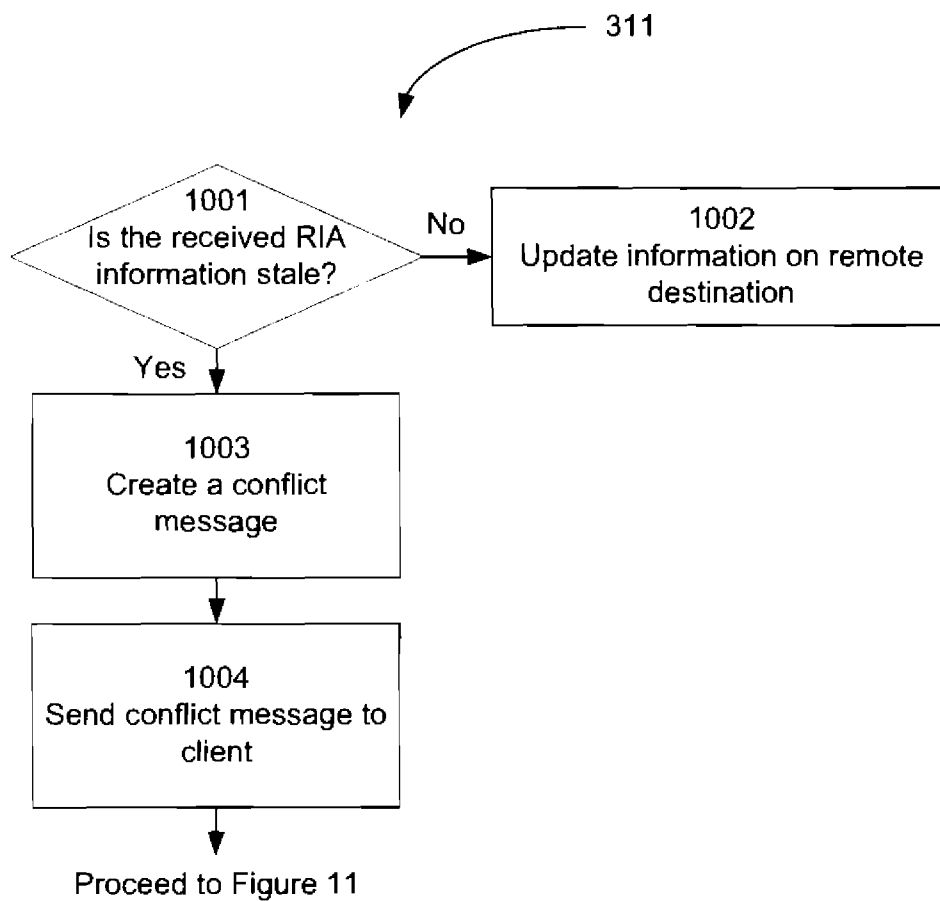 311
1001
Is the received RIA
information stale?
No
1002
Update information on remote
destination
Yes
1003
Create a conflict
message
1004
Send conflict message to
client
Proceed to Figure 11